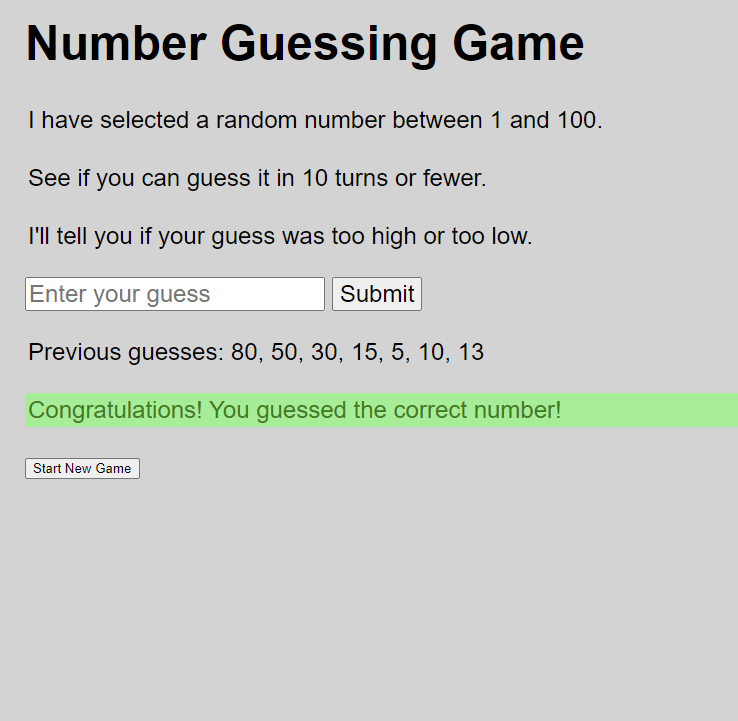 Number Guessing Game
I have selected a random number between 1 and 100.
See if you can guess it in 10 turns or fewer.
I'll tell you if your guess was too high or too low.
Enter your guess Submit
Previous guesses: 80, 50, 30, 15, 5, 10, 13
Congratulations! You guessed the correct number!
Start New Game